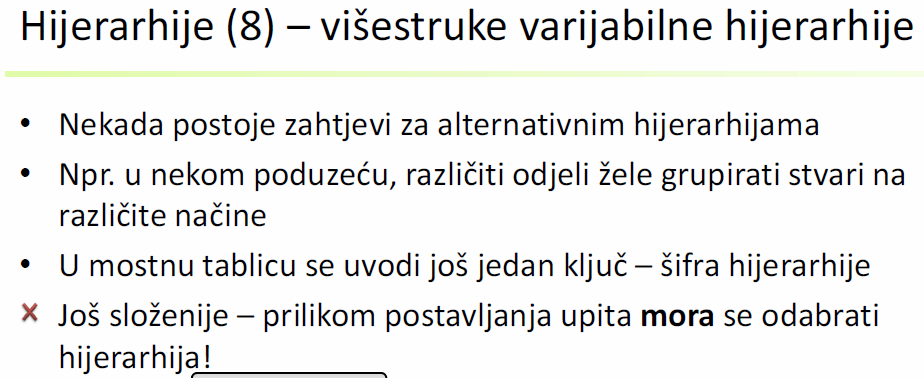 Hijerarhije (8) – višestruke varijabilne hijerarhije
• Nekada postoje zahtjevi za alternativnim hijerarhijama
• Npr. u nekom poduzeću, različiti odjeli žele grupirati stvari na
različite načine
• U mostnu tablicu se uvodi još jedan ključ – šifra hijerarhije
× Još složenije – prilikom postavljanja upita mora se odabrati
hijerarhija!